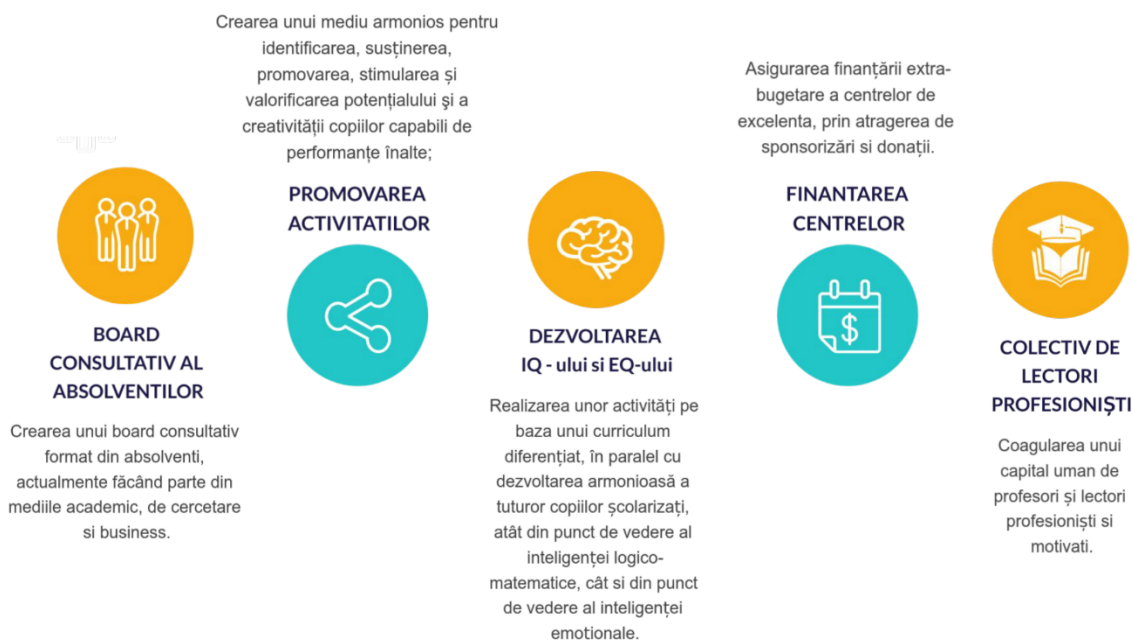 Crearea unui mediu armonios pentru
identificarea, susținerea,
promovarea, stimularea și
valorificarea potențialului şi a
creativității copiilor capabili de
performanțe înalte;
PROMOVAREA
ACTIVITATILOR
Asigurarea finanțării extra-
bugetare a centrelor de
excelenta, prin atragerea de
sponsorizări si donații.
FINANTAREA
CENTRELOR
$
BOARD
CONSULTATIV AL
ABSOLVENTILOR
Crearea unui board consultativ
format din absolventi,
actualmente făcând parte din
mediile academic, de cercetare
si business.
DEZVOLTAREA
IQ - ului si EQ-ului
Realizarea unor activități pe
baza unui curriculum
diferențiat, în paralel cu
dezvoltarea armonioasă a
tuturor copiilor școlarizați,
atât din punct de vedere al
inteligenței logico-
matematice, cât si din punct
de vedere al inteligenței
emoționale.
COLECTIV DE
LECTORI
PROFESIONIȘTI
Coagularea unui
capital uman de
profesori și lectori
profesioniști si
motivati.